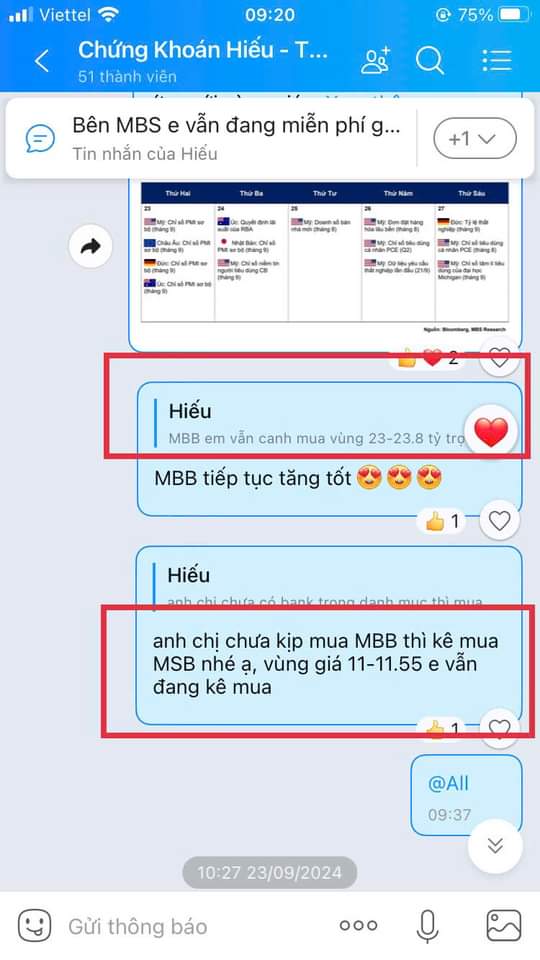 Viettel
09:20
75%
Chứng Khoán Hiếu - T...
51 thành viên
Bên MBS e vẫn đang miễn phí g...
Tin nhắn của Hiếu
+1
Thứ Hai
Thứ Ba
Thứ Tư
Thứ Năm
Thứ Sáu
23
24
25
26
27
Mỹ: Chỉ số PMI sơ
bộ (tháng 9)
Châu Âu: Chỉ số PMI
sơ bộ (tháng 9)
Đức: Chỉ số PMI sơ
bộ (tháng 9)
Úc: Chỉ số PMI sơ bộ
(tháng 9)
Úc: Quyết định lãi
suất của RBA
Nhật Bản: Chỉ
số PMI sơ bộ (tháng 9)
Mỹ: Chỉ số niềm tin
người tiêu dùng CB
(tháng 9)
Mỹ: Doanh số bán
nhà mới (tháng 8)
Mỹ: Đơn đặt hàng
hóa lâu bền (tháng 8)
Mỹ: Chỉ số tiêu dùng
cá nhân PCE (Q2)
Mỹ: Dữ liệu yêu cầu
thất nghiệp lần đầu (21/9)
Đức: Tỷ lệ thất
nghiệp (tháng 9)
Mỹ: Chỉ số tiêu dùng
cá nhân PCE (tháng 8)
Mỹ: Chỉ số tâm lí tiêu
dùng của đại học
Michigan (tháng 9)
Nguồn: Bloomberg, MBS Research
2
Hiếu
MBB em vẫn canh mua vùng 23-23.8 tỷ trọ
MBB tiếp tục tăng tốt 😍😍😍
1
Hiếu
anh chị chưa có bank trong danh mục thì mua
anh chị chưa kịp mua MBB thì kê mua
MSB nhé ạ, vùng giá 11-11.55 e vẫn
đang kê mua
1
@All
09:37
10:27 23/09/2024
Gửi thông báo